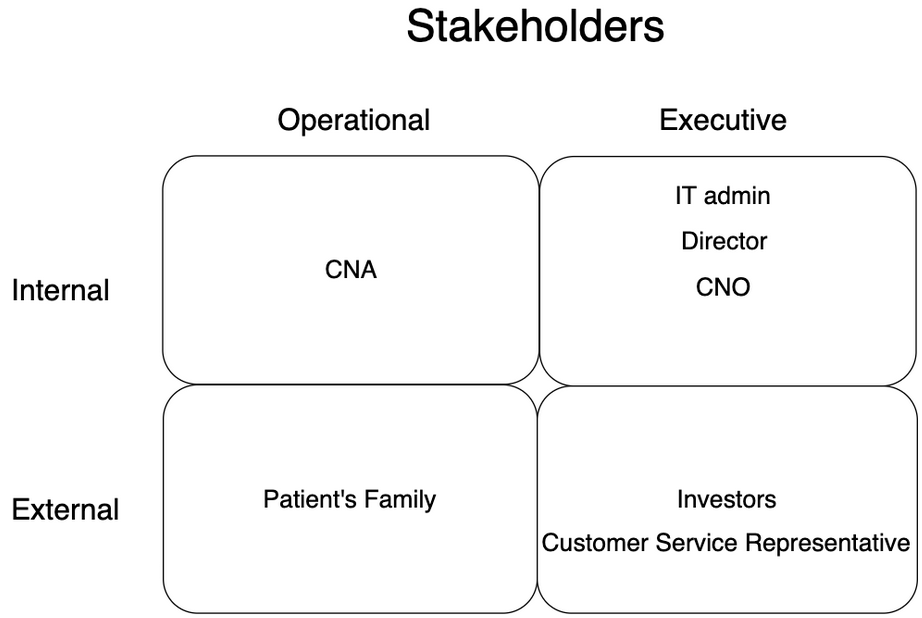 Stakeholders
Operational
Executive
Internal
CNA
IT admin
Director
CNO
External
Patient's Family
Investors
Customer Service Representative